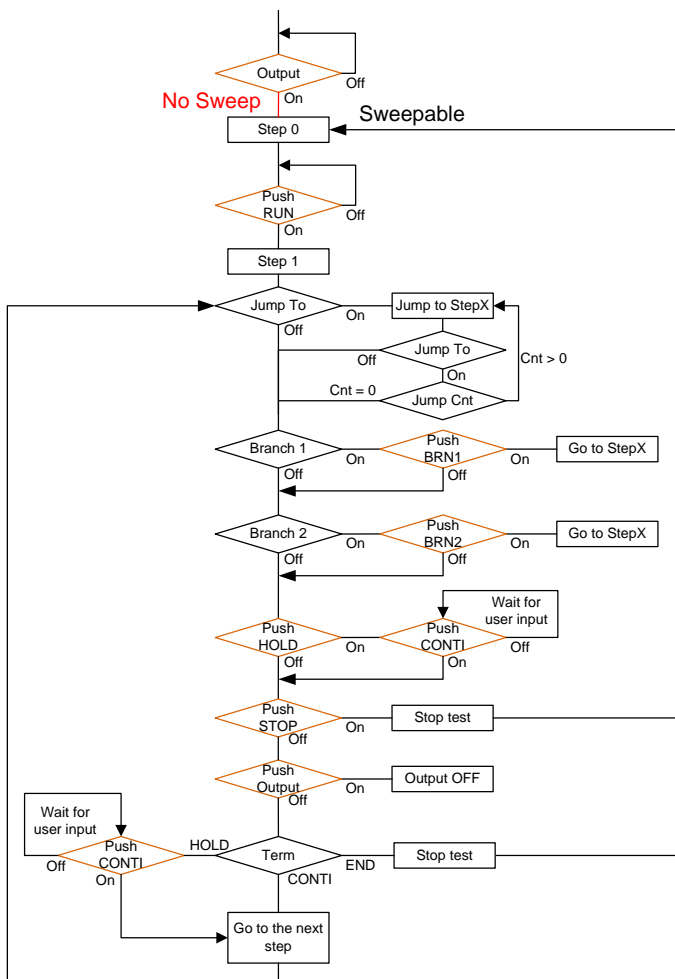 Output
Off
On
No Sweep
Sweepable
Step 0
Push
RUN
Off
On
Step 1
Jump To
On
Jump to StepX
Off
Off
Jump To
Cnt > 0
On
Cnt = 0
Jump Cnt
Branch 1
On
Push
BRN1
On
Go to StepX
Off
Off
Branch 2
On
Push
BRN2
On
Go to StepX
Off
Off
Wait for
user input
Push
HOLD
On
Push
CONTI
Off
Off
On
Push
STOP
On
Stop test
Off
Push
Output
On
Output OFF
Off
Wait for
user input
Push
CONTI
HOLD
Term
END
Stop test
Off
On
CONTI
Go to the next
step